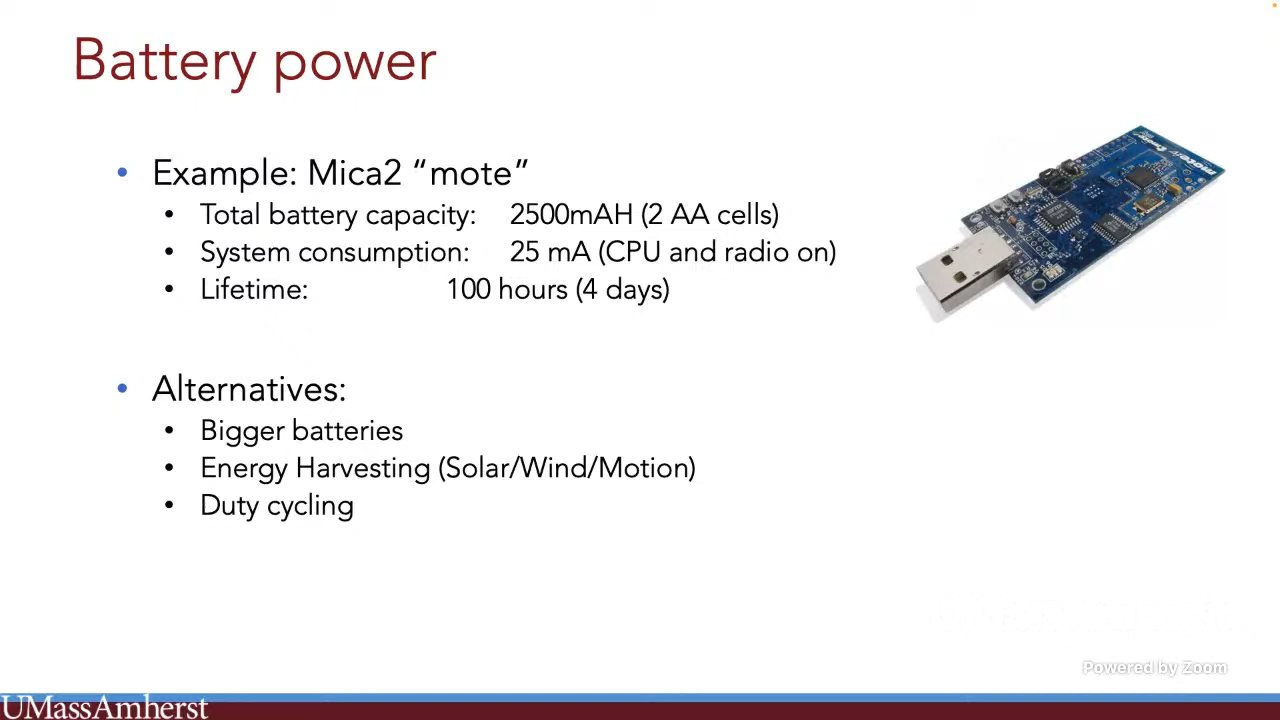 Battery power
• Example: Mica2 “mote”
• Total battery capacity: 2500mAH (2 AA cells)
• System consumption: 25 mA (CPU and radio on)
• Lifetime: 100 hours (4 days)
• Alternatives:
• Bigger batteries
• Energy Harvesting (Solar/Wind/Motion)
• Duty cycling
Powered by Zoom
UMassAmherst